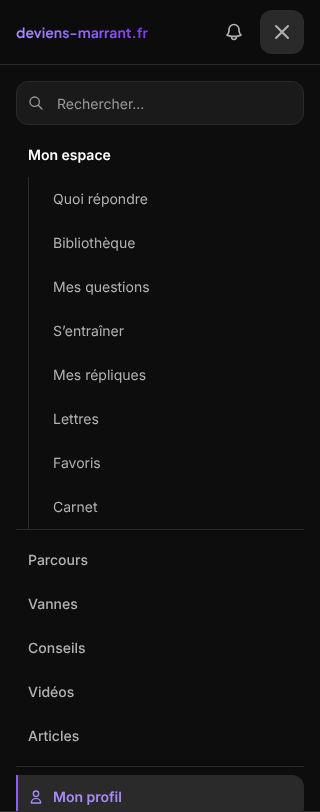 deviens-marrant.fr
Rechercher...
Mon espace
Quoi répondre
Bibliothèque
Mes questions
S'entraîner
Mes répliques
Lettres
Favoris
Carnet
Parcours
Vannes
Conseils
Vidéos
Articles
Mon profil